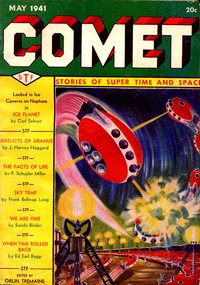 MAY 1941
20c
COMET
STF
STORIES OF SUPER TIME AND SPACE
Locked in Ice
Caverns on Neptune
in
ICE PLANET
by Carl Selwyn
STF
DERELICTS OF URANUS
by J. Harvey Haggard
STF
THE FACTS OF LIFE
by P. Schuyler Miller
STF
SKY TRAP
by Frank Belknap Long
STF
WE ARE ONE
by Eando Binder
STF
WHEN TIME ROLLED
BACK
by Ed Earl Repp
STF
EDITED BY
ORLIN TREMAINE